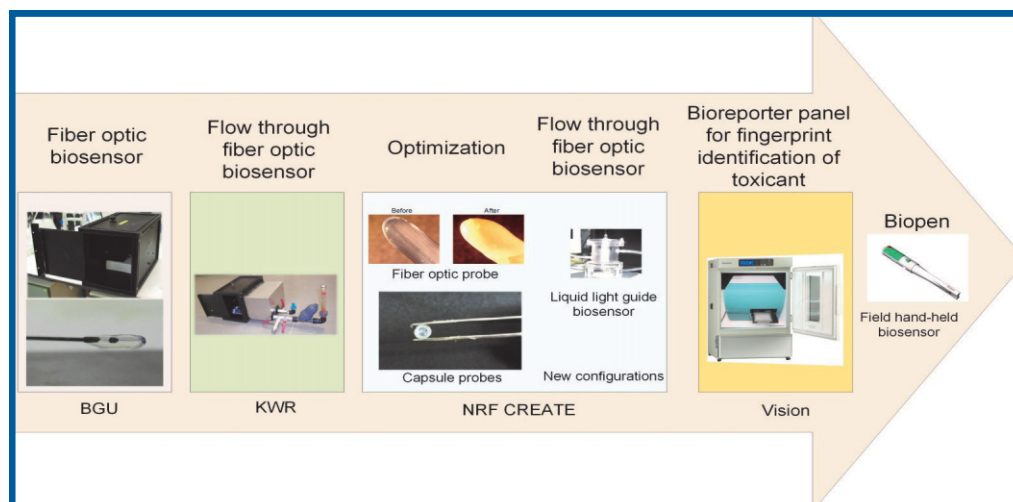 Fiber optic
biosensor
Flow through
fiber optic
biosensor
Optimization
Flow through
fiber optic
biosensor
Bioreporter panel
for fingerprint
identification of
toxicant
Before
After
Fiber optic probe
Capsule probes
Liquid light guide
biosensor
New configurations
Biopen
Field hand-held
biosensor
BGU
KWR
NRF CREATE
Vision